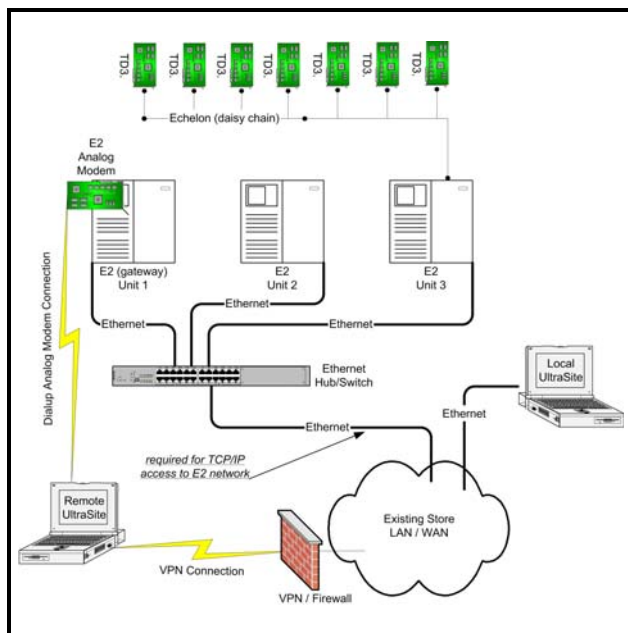 TD3.
TD3.
TD3.
TD3.
TD3.
TD3.
TD3.
Echelon (daisy chain)
E2
Analog
Modem
E2 (gateway)
Unit 1
E2
Unit 2
E2
Unit 3
Ethernet
Ethernet
Ethernet
Dialup Analog Modem Connection
Ethernet
Hub/Switch
Local
UltraSite
Ethernet
Ethernet
required for TCP/IP
access to E2 network
Remote
UltraSite
Existing Store
LAN / WAN
VPN Connection
VPN / Firewall